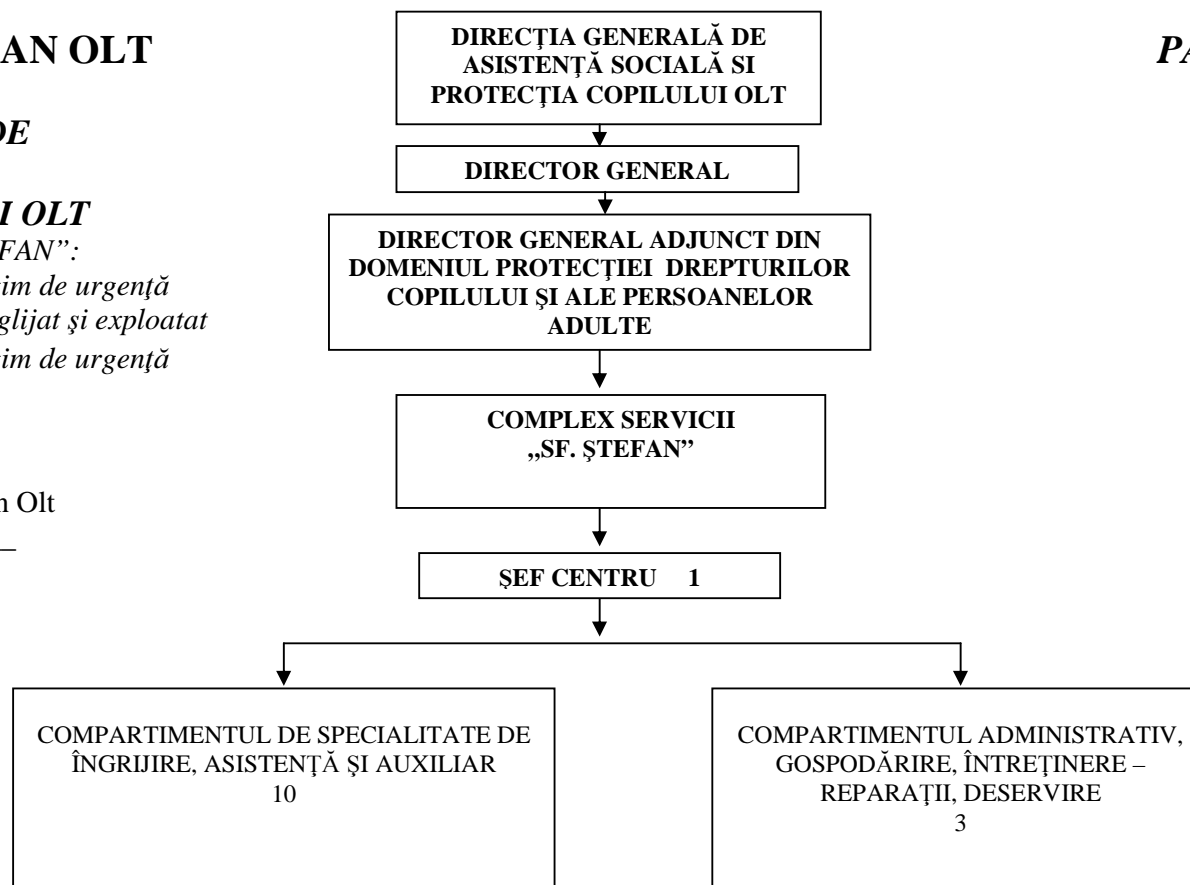 AN OLT
DE
I OLT
FAN”:
im de urgenţă
glijat şi exploatat
im de urgenţă
n Olt
–
PA
DIRECŢIA GENERALĂ DE
ASISTENŢĂ SOCIALĂ SI
PROTECŢIA COPILULUI OLT
DIRECTOR GENERAL
DIRECTOR GENERAL ADJUNCT DIN
DOMENIUL PROTECŢIEI DREPTURILOR
COPILULUI ŞI ALE PERSOANELOR
ADULTE
COMPLEX SERVICII
„SF. ŞTEFAN”
ŞEF CENTRU 1
COMPARTIMENTUL DE SPECIALITATE DE
ÎNGRIJIRE, ASISTENŢĂ ŞI AUXILIAR
10
COMPARTIMENTUL ADMINISTRATIV,
GOSPODĂRIRE, ÎNTREŢINERE –
REPARAŢII, DESERVIRE
3